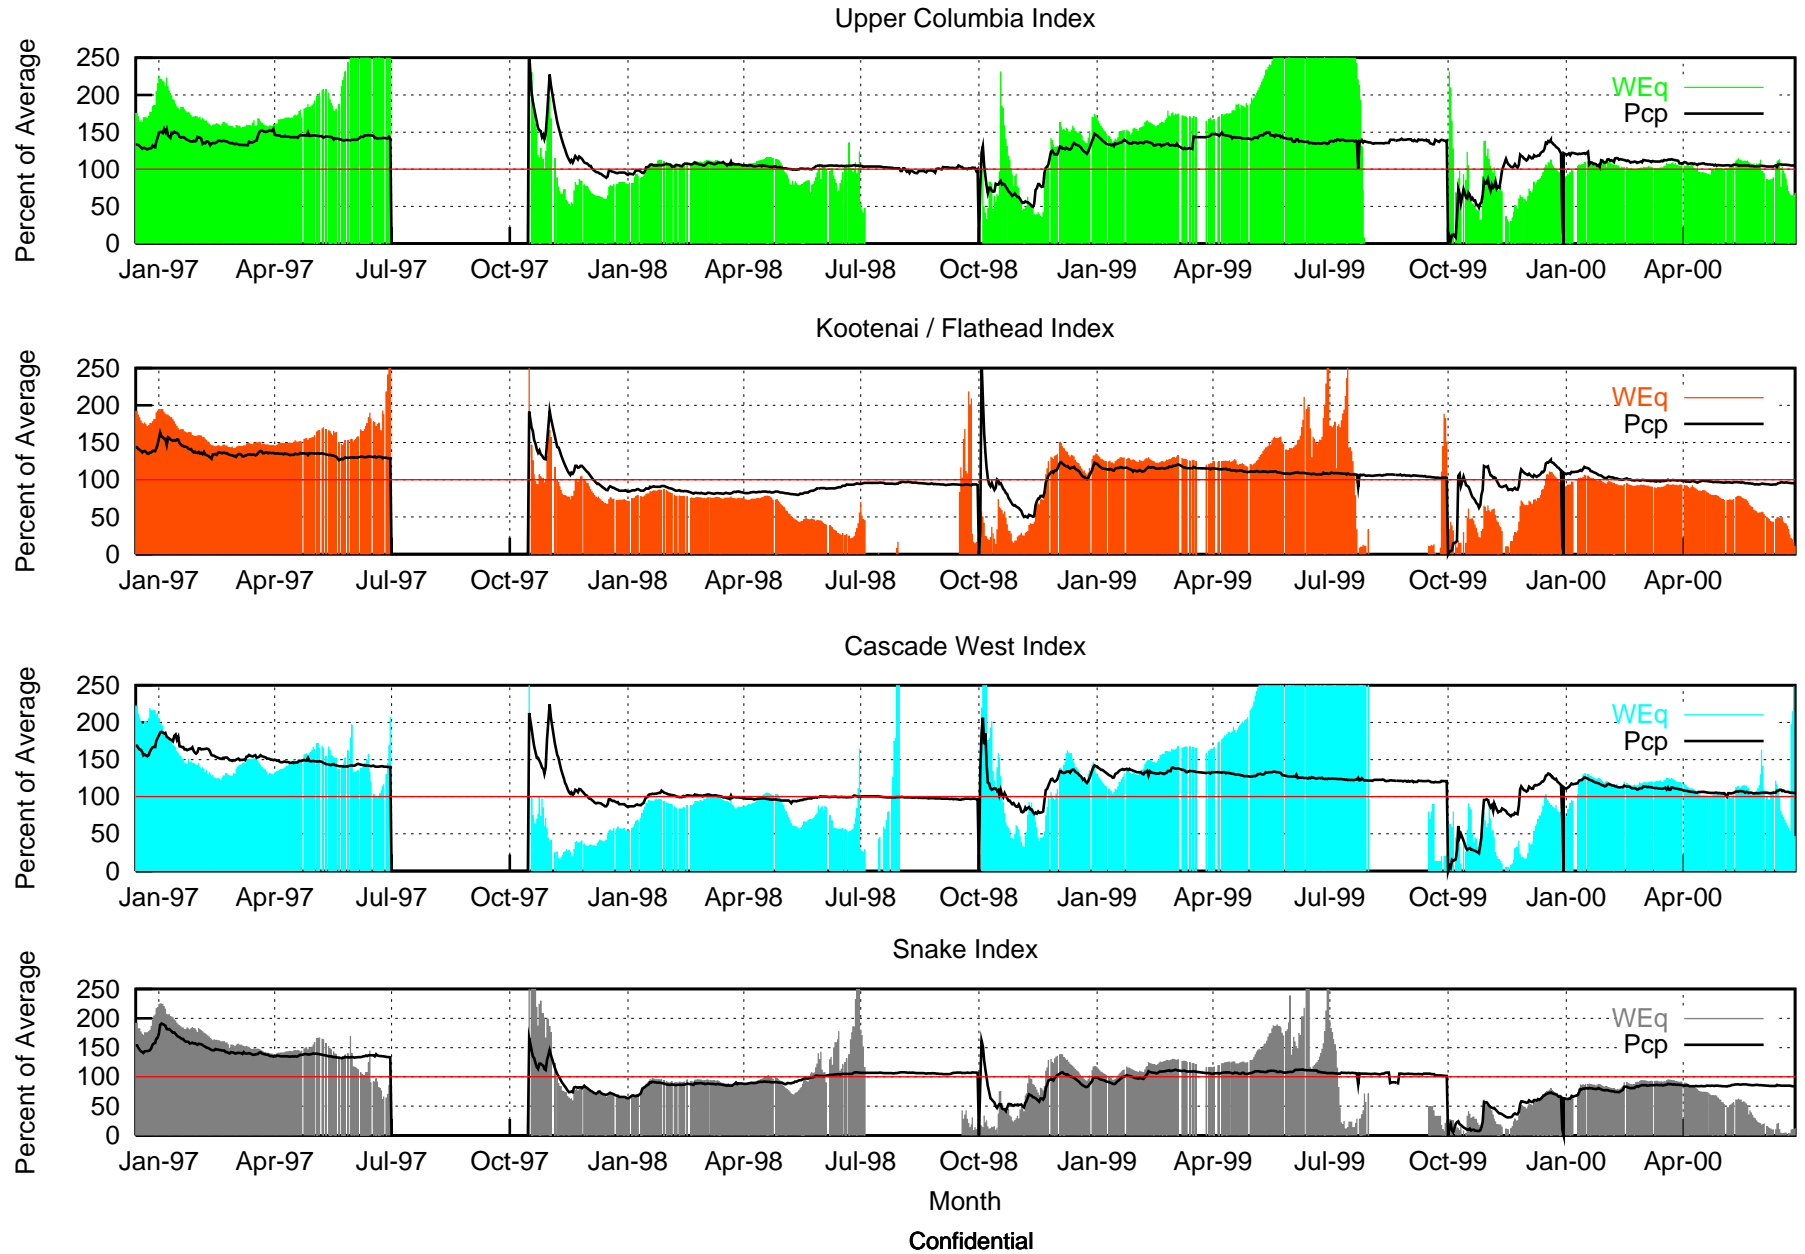 Upper Columbia Index
Percent of Average
250
200
150
100
50
0
WEq
Pcp
Jan-97 Apr-97 Jul-97 Oct-97 Jan-98 Apr-98 Jul-98 Oct-98 Jan-99 Apr-99 Jul-99 Oct-99 Jan-00 Apr-00
Kootenai / Flathead Index
Percent of Average
250
200
150
100
50
0
WEq
Pcp
Jan-97 Apr-97 Jul-97 Oct-97 Jan-98 Apr-98 Jul-98 Oct-98 Jan-99 Apr-99 Jul-99 Oct-99 Jan-00 Apr-00
Cascade West Index
Percent of Average
250
200
150
100
50
0
WEq
Pcp
Jan-97 Apr-97 Jul-97 Oct-97 Jan-98 Apr-98 Jul-98 Oct-98 Jan-99 Apr-99 Jul-99 Oct-99 Jan-00 Apr-00
Snake Index
Percent of Average
250
200
150
100
50
0
WEq
Pcp
Jan-97 Apr-97 Jul-97 Oct-97 Jan-98 Apr-98 Jul-98 Oct-98 Jan-99 Apr-99 Jul-99 Oct-99 Jan-00 Apr-00
Month
Confidential